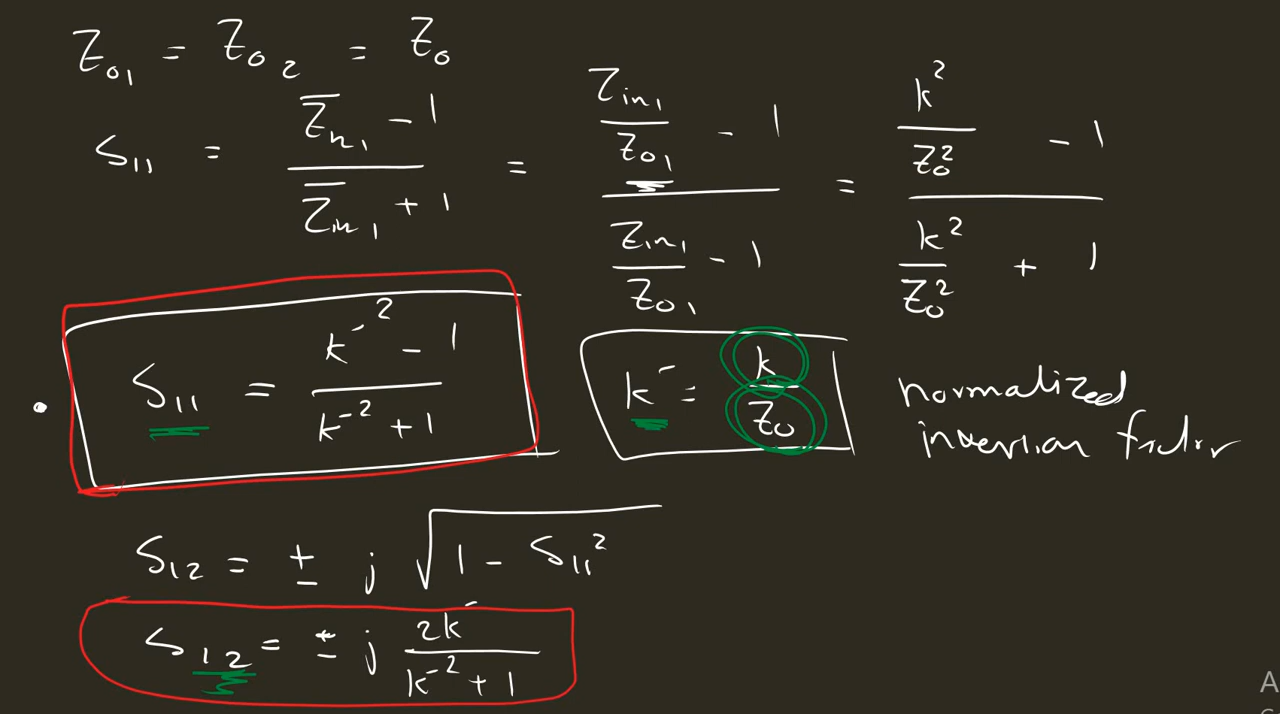 Z₀₁ = Z₀₂ = Z₀
S₁₁ = (Z̅n₁ - 1)/(Z̅in₁ + 1) = (Zin₁/Z₀₁ - 1)/(Zin₁/Z₀₁ - 1) = (k²/Z₀² - 1)/(k²/Z₀² + 1)
S₁₁ = (k̅² - 1)/(k̅² + 1)
k̅ = k/Z₀
normalized
inversion factor
S₁₂ = ± j √(1 - S₁₁²)
S₁₂ = ± j 2k̅/(k̅² + 1)
A